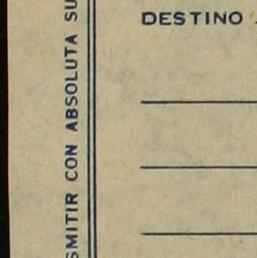 DESTINO
SMITIR CON ABSOLUTA SU